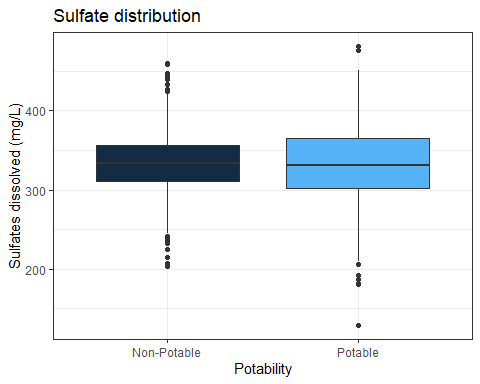 Sulfate distribution
Sulfates dissolved (mg/L)
400
300
200
Non-Potable
Potable
Potability